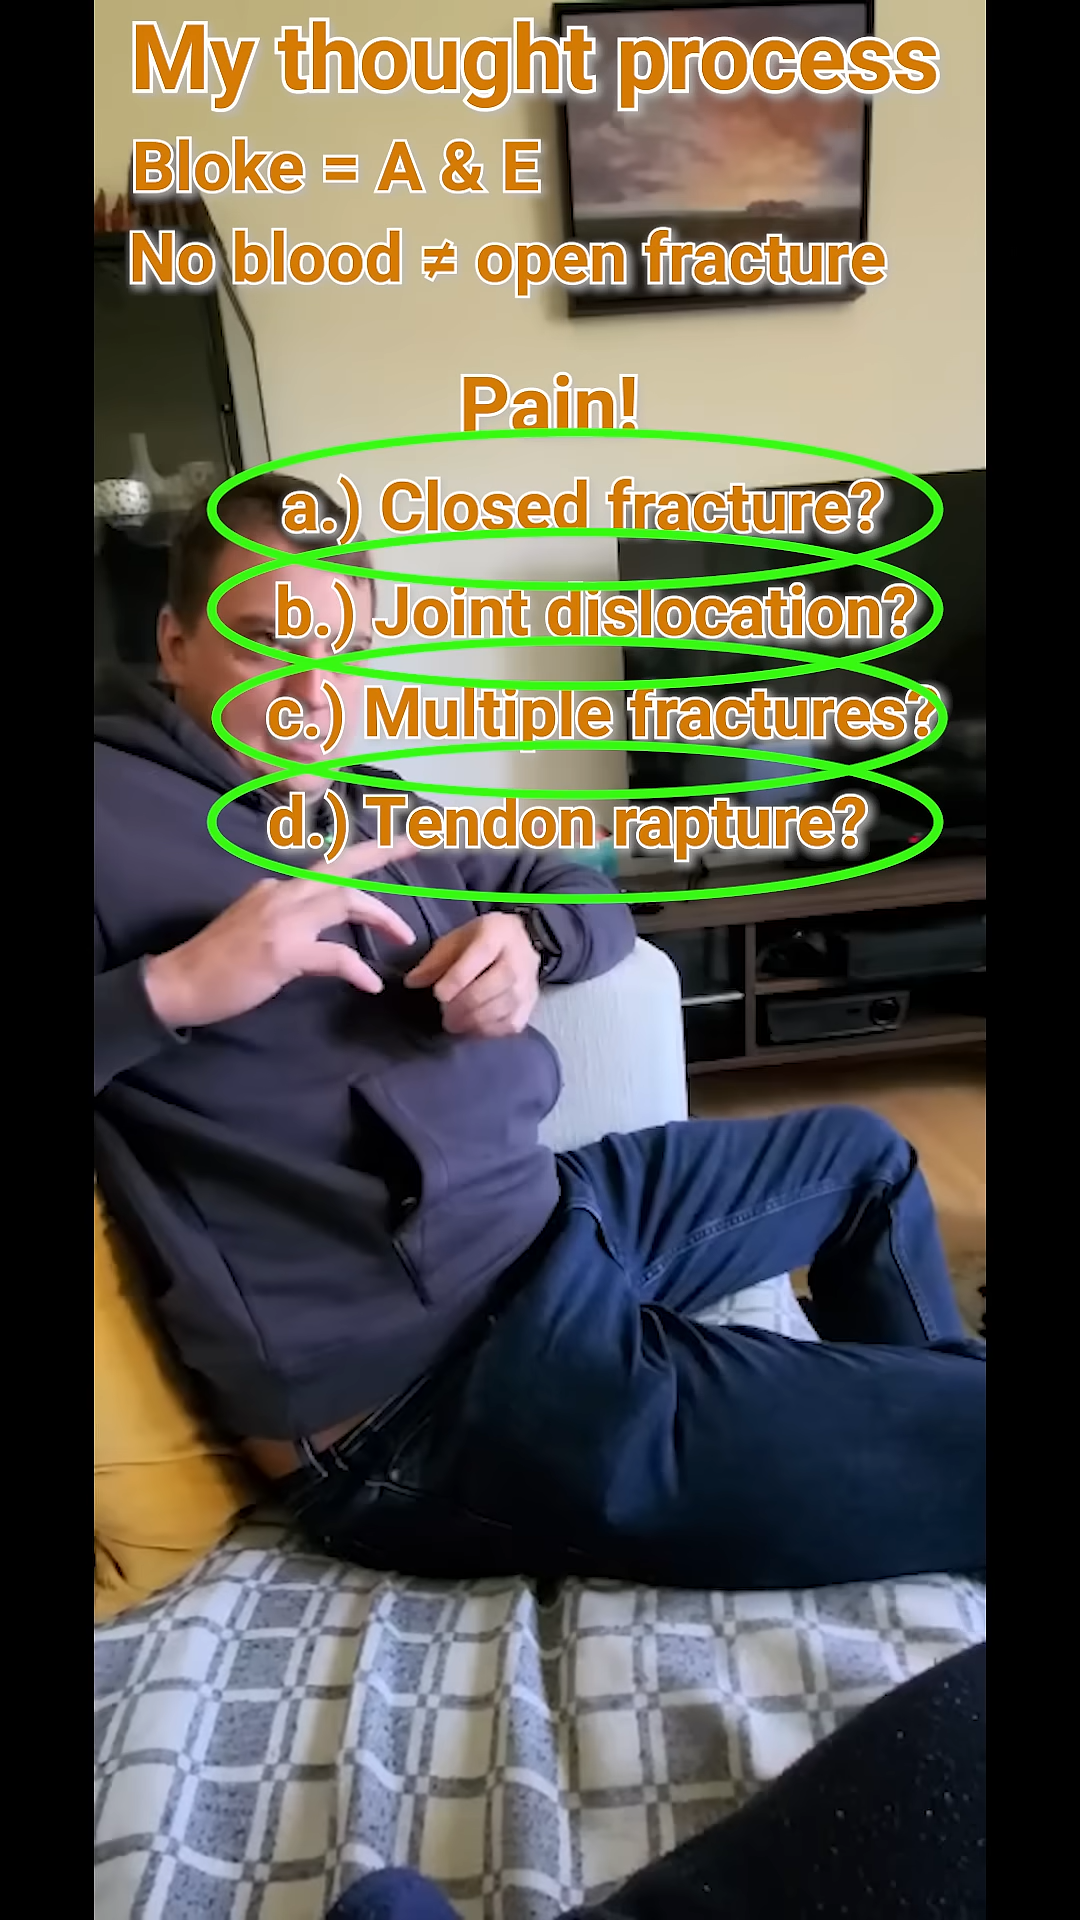 My thought process
Bloke = A & E
No blood ≠ open fracture
Pain!
a.) Closed fracture?
b.) Joint dislocation?
c.) Multiple fractures?
d.) Tendon rapture?